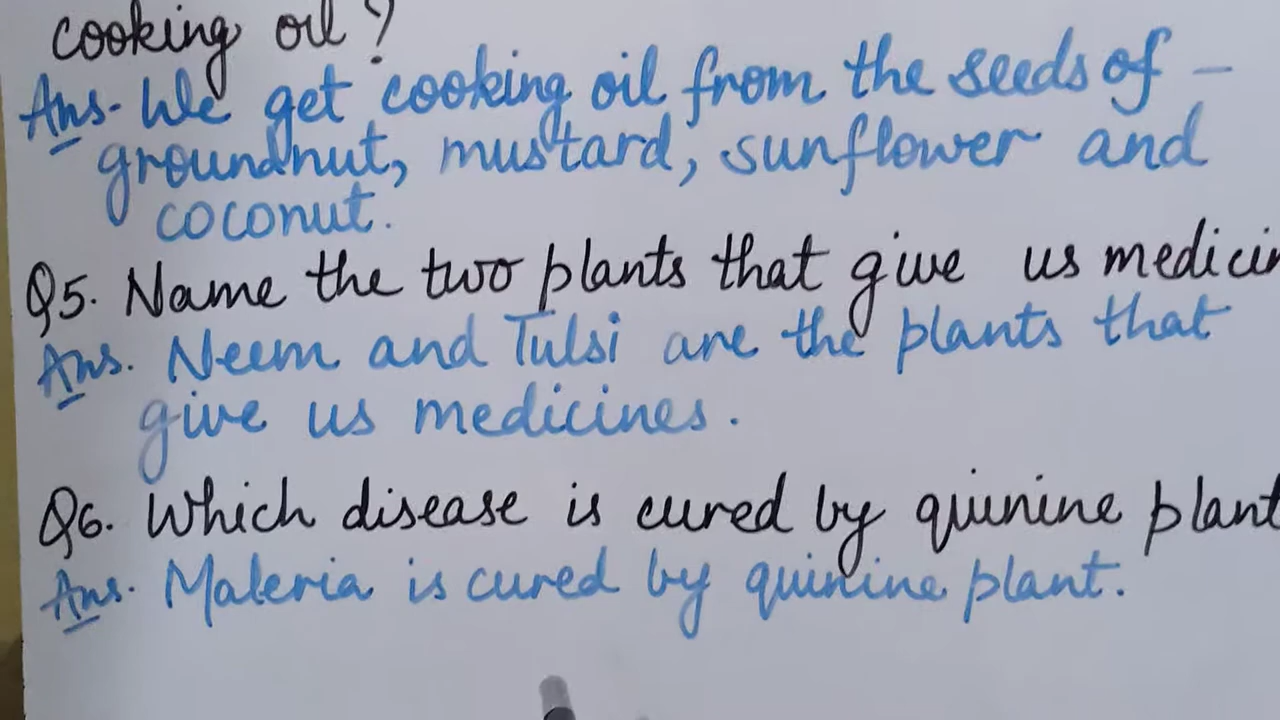 cooking oil?
Ans. We get cooking oil from the seeds of -
groundnut, mustard, sunflower and
coconut.
Q5. Name the two plants that give us medicin
Ans. Neem and Tulsi are the plants that
give us medicines.
Q6. Which disease is cured by quinine plant
Ans. Maleria is cured by quinine plant.